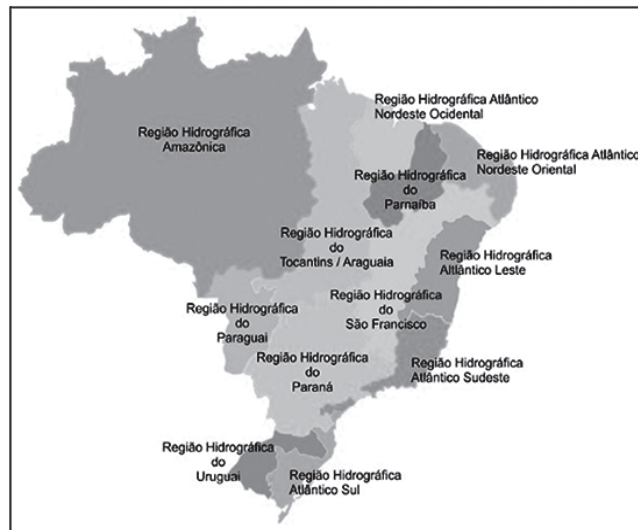 Região Hidrográfica Atlântico
Nordeste Ocidental
Região Hidrográfica
Amazônica
Região Hidrográfica Atlântico
Nordeste Oriental
Região Hidrográfica
do
Parnaíba
Região Hidrográfica
do
Tocantins / Araguaia
Região Hidrográfica
Altlântico Leste
Região Hidrográfica
do
São Francisco
Região Hidrográfica
do
Paraguai
Região Hidrográfica
do
Paraná
Região Hidrográfica
Atlântico Sudeste
Região Hidrográfica
do
Uruguai
Região Hidrográfica
Atlântico Sul